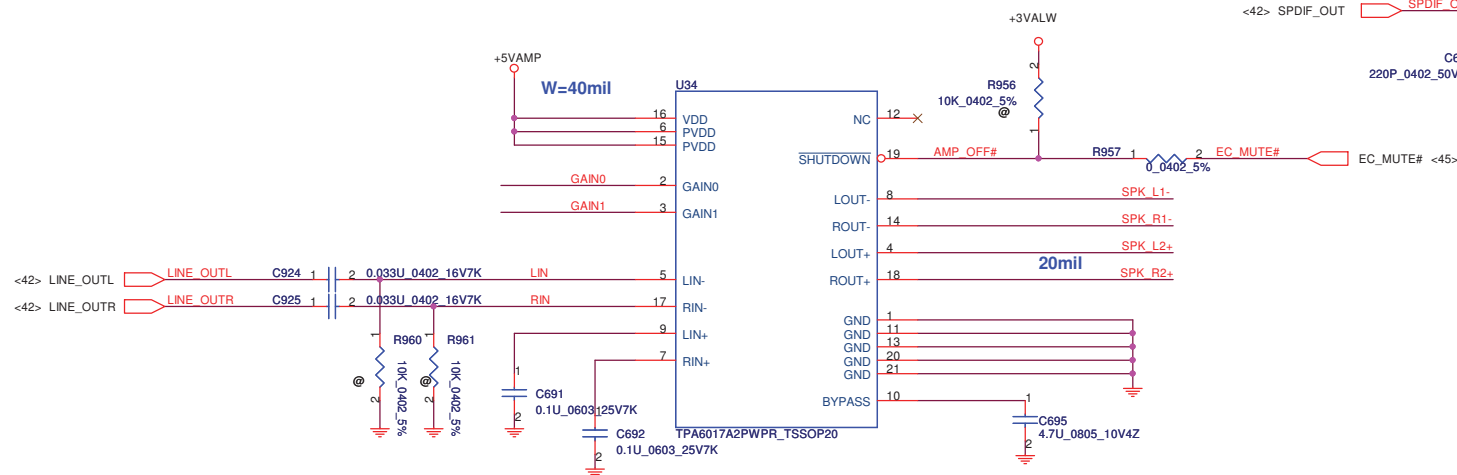 <42> SPDIF_OUT
SPDIF_O
+3VALW
+5VAMP
W=40mil
U34
R956
10K_0402_5%
@
2
1
C6
220P_0402_50V
16 VDD
6 PVDD
15 PVDD
NC 12
SHUTDOWN 19 AMP_OFF#
R957 1 2 EC_MUTE#
0_0402_5%
EC_MUTE# <45>
GAIN0 2 GAIN0
GAIN1 3 GAIN1
LOUT- 8 SPK_L1-
ROUT- 14 SPK_R1-
LOUT+ 4 SPK_L2+
20mil
ROUT+ 18 SPK_R2+
<42> LINE_OUTL LINE_OUTL C924 1 2 0.033U_0402_16V7K LIN 5 LIN-
<42> LINE_OUTR LINE_OUTR C925 1 2 0.033U_0402_16V7K RIN 17 RIN-
9 LIN+
7 RIN+
GND 1
GND 11
GND 13
GND 20
GND 21
BYPASS 10
1 R960
10K_0402_5%
@
2
1 R961
10K_0402_5%
@
2
1
C691
0.1U_0603_25V7K
2
1
C692
0.1U_0603_25V7K
2
TPA6017A2PWPR_TSSOP20
1
C695
4.7U_0805_10V4Z
2